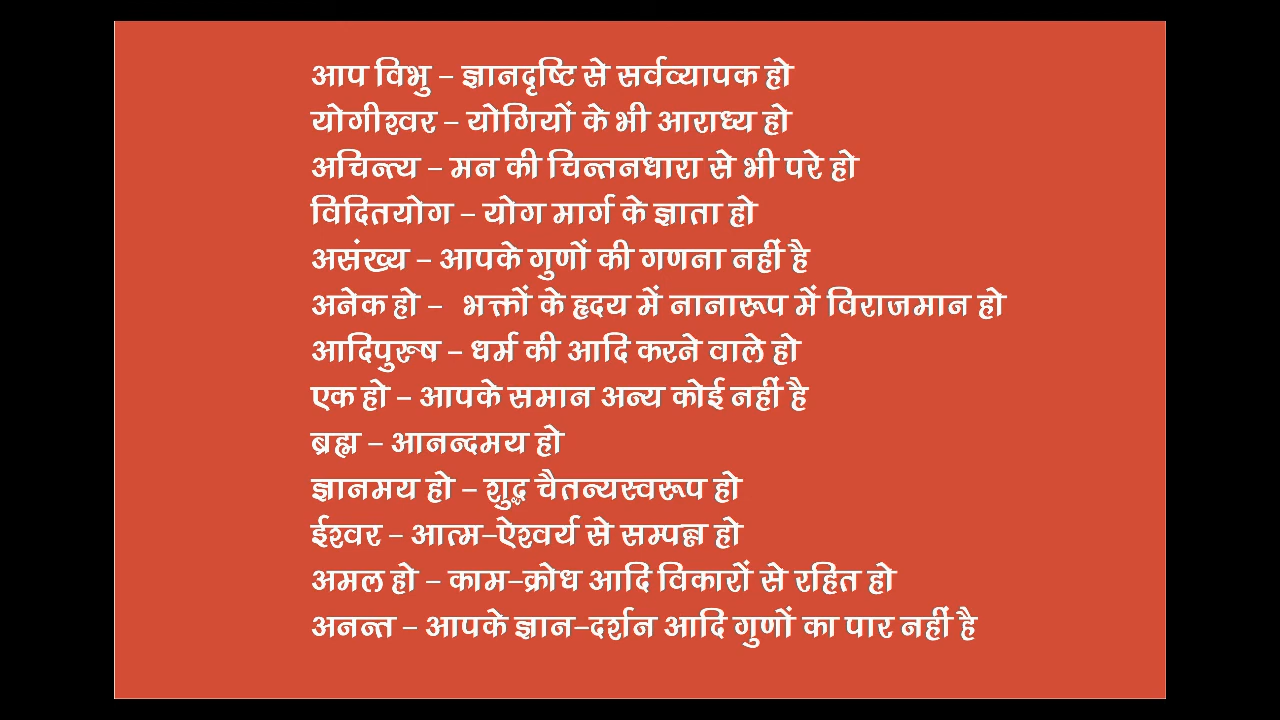 आप विभु – ज्ञानदृष्टि से सर्वव्यापक हो
योगीश्वर – योगियों के भी आराध्य हो
अचिन्त्य – मन की चिन्तनधारा से भी परे हो
विदितयोग – योग मार्ग के ज्ञाता हो
असंख्य – आपके गुणों की गणना नहीं है
अनेक हो – भक्तों के हृदय में नानारूप में विराजमान हो
आदिपुरूष – धर्म की आदि करने वाले हो
एक हो – आपके समान अन्य कोई नहीं है
ब्रह्म – आनन्दमय हो
ज्ञानमय हो – शुद्ध चैतन्यस्वरूप हो
ईश्वर – आत्म–ऐश्वर्य से सम्पन्न हो
अमल हो – काम–क्रोध आदि विकारों से रहित हो
अनन्त – आपके ज्ञान–दर्शन आदि गुणों का पार नहीं है